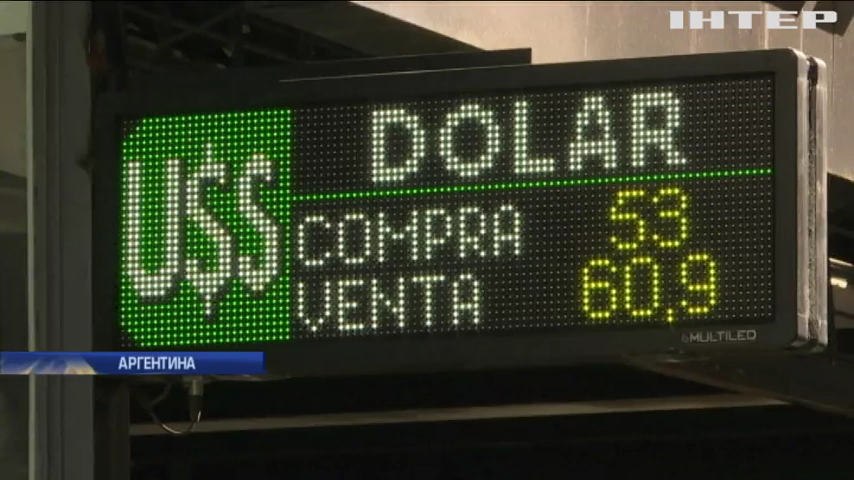 ІНТЕР
DOLAR
U$S
COMPRA 53
VENTA 60,9
MULTILED
АРГЕНТИНА